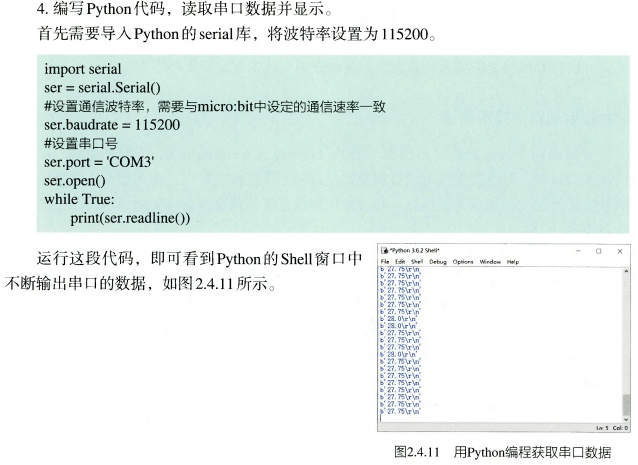 4. 编写Python代码，读取串口数据并显示。
首先需要导入Python的serial库，将波特率设置为115200。
import serial
ser = serial.Serial()
#设置通信波特率，需要与micro:bit中设定的通信速率一致
ser.baudrate = 115200
#设置串口号
ser.port = 'COM3'
ser.open()
while True:
print(ser.readline())
运行这段代码，即可看到Python的Shell窗口中
不断输出串口的数据，如图2.4.11所示。
*Python 3.6.2 Shell*
File Edit Shell Debug Options Window Help
b' 27.75\r\n'
b' 27.75\r\n'
b' 27.75\r\n'
b' 27.75\r\n'
b' 27.75\r\n'
b' 27.75\r\n'
b' 27.75\r\n'
b' 28.0\r\n'
b' 28.0\r\n'
b' 27.75\r\n'
b' 27.75\r\n'
b' 27.75\r\n'
b' 28.0\r\n'
b' 27.75\r\n'
b' 27.75\r\n'
b' 27.75\r\n'
b' 27.75\r\n'
b' 27.75\r\n'
b' 27.75\r\n'
b' 27.75\r\n'
b' 27.75\r\n'
Ln: 5 Col: 0
图2.4.11 用Python编程获取串口数据